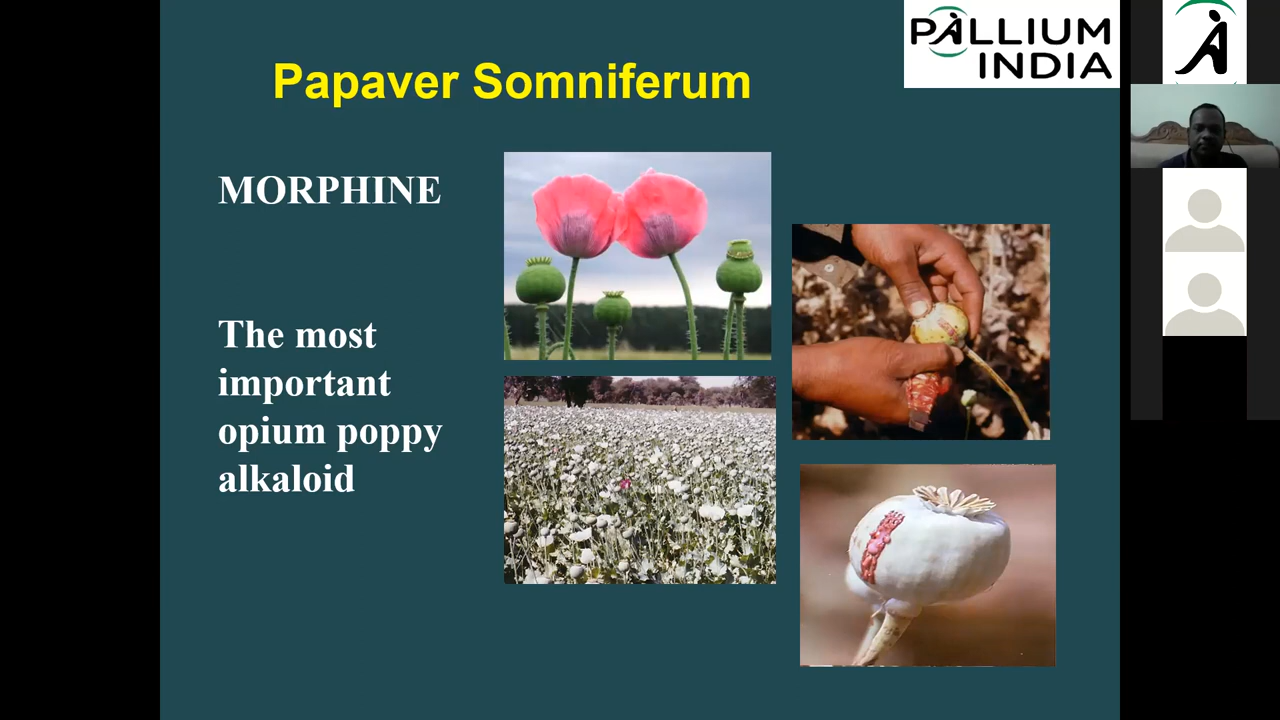 Papaver Somniferum
PALLIUM
INDIA
MORPHINE
The most
important
opium poppy
alkaloid